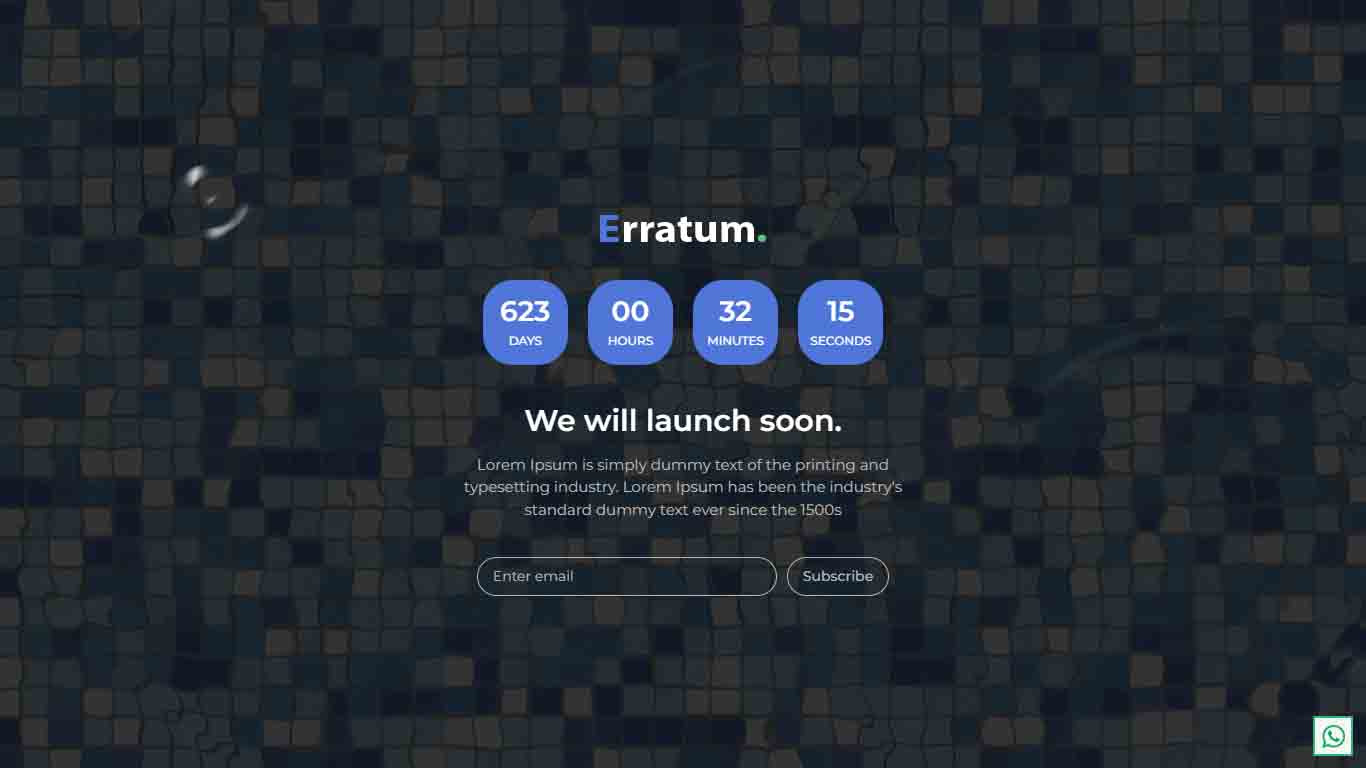 Erratum.
623 00 32 15
DAYS HOURS MINUTES SECONDS
We will launch soon.
Lorem Ipsum is simply dummy text of the printing and
typesetting industry. Lorem Ipsum has been the industry's
standard dummy text ever since the 1500s
Enter email Subscribe